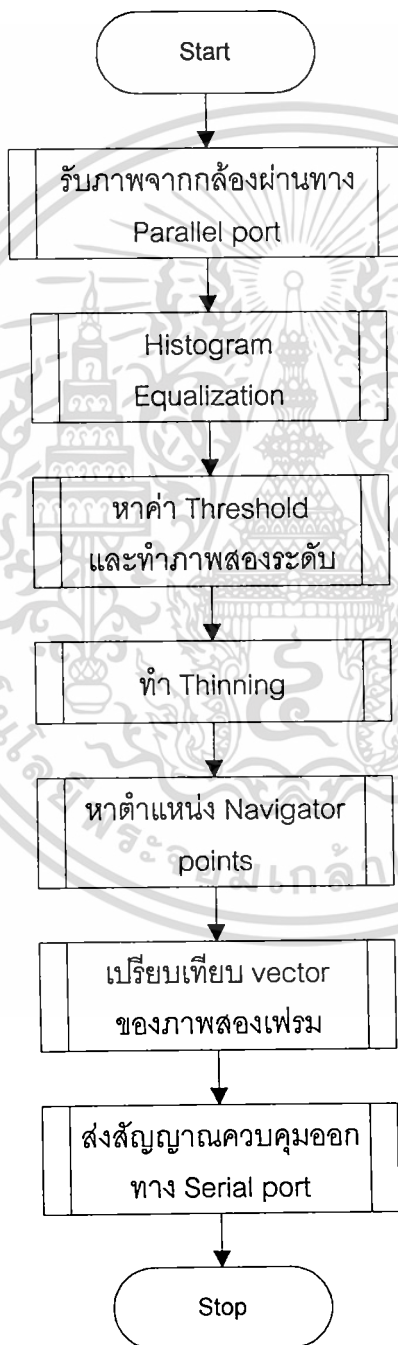 Start
รับภาพจากกล้องผ่านทาง
Parallel port
Histogram
Equalization
หาค่า Threshold
และทำภาพสองระดับ
ทำ Thinning
หาตำแหน่ง Navigator
points
เปรียบเทียบ vector
ของภาพสองเฟรม
ส่งสัญญาณควบคุมออก
ทาง Serial port
Stop